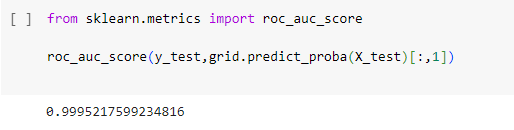 [ ] from sklearn.metrics import roc_auc_score
roc_auc_score(y_test,grid.predict_proba(X_test)[:,1])
0.9995217599234816